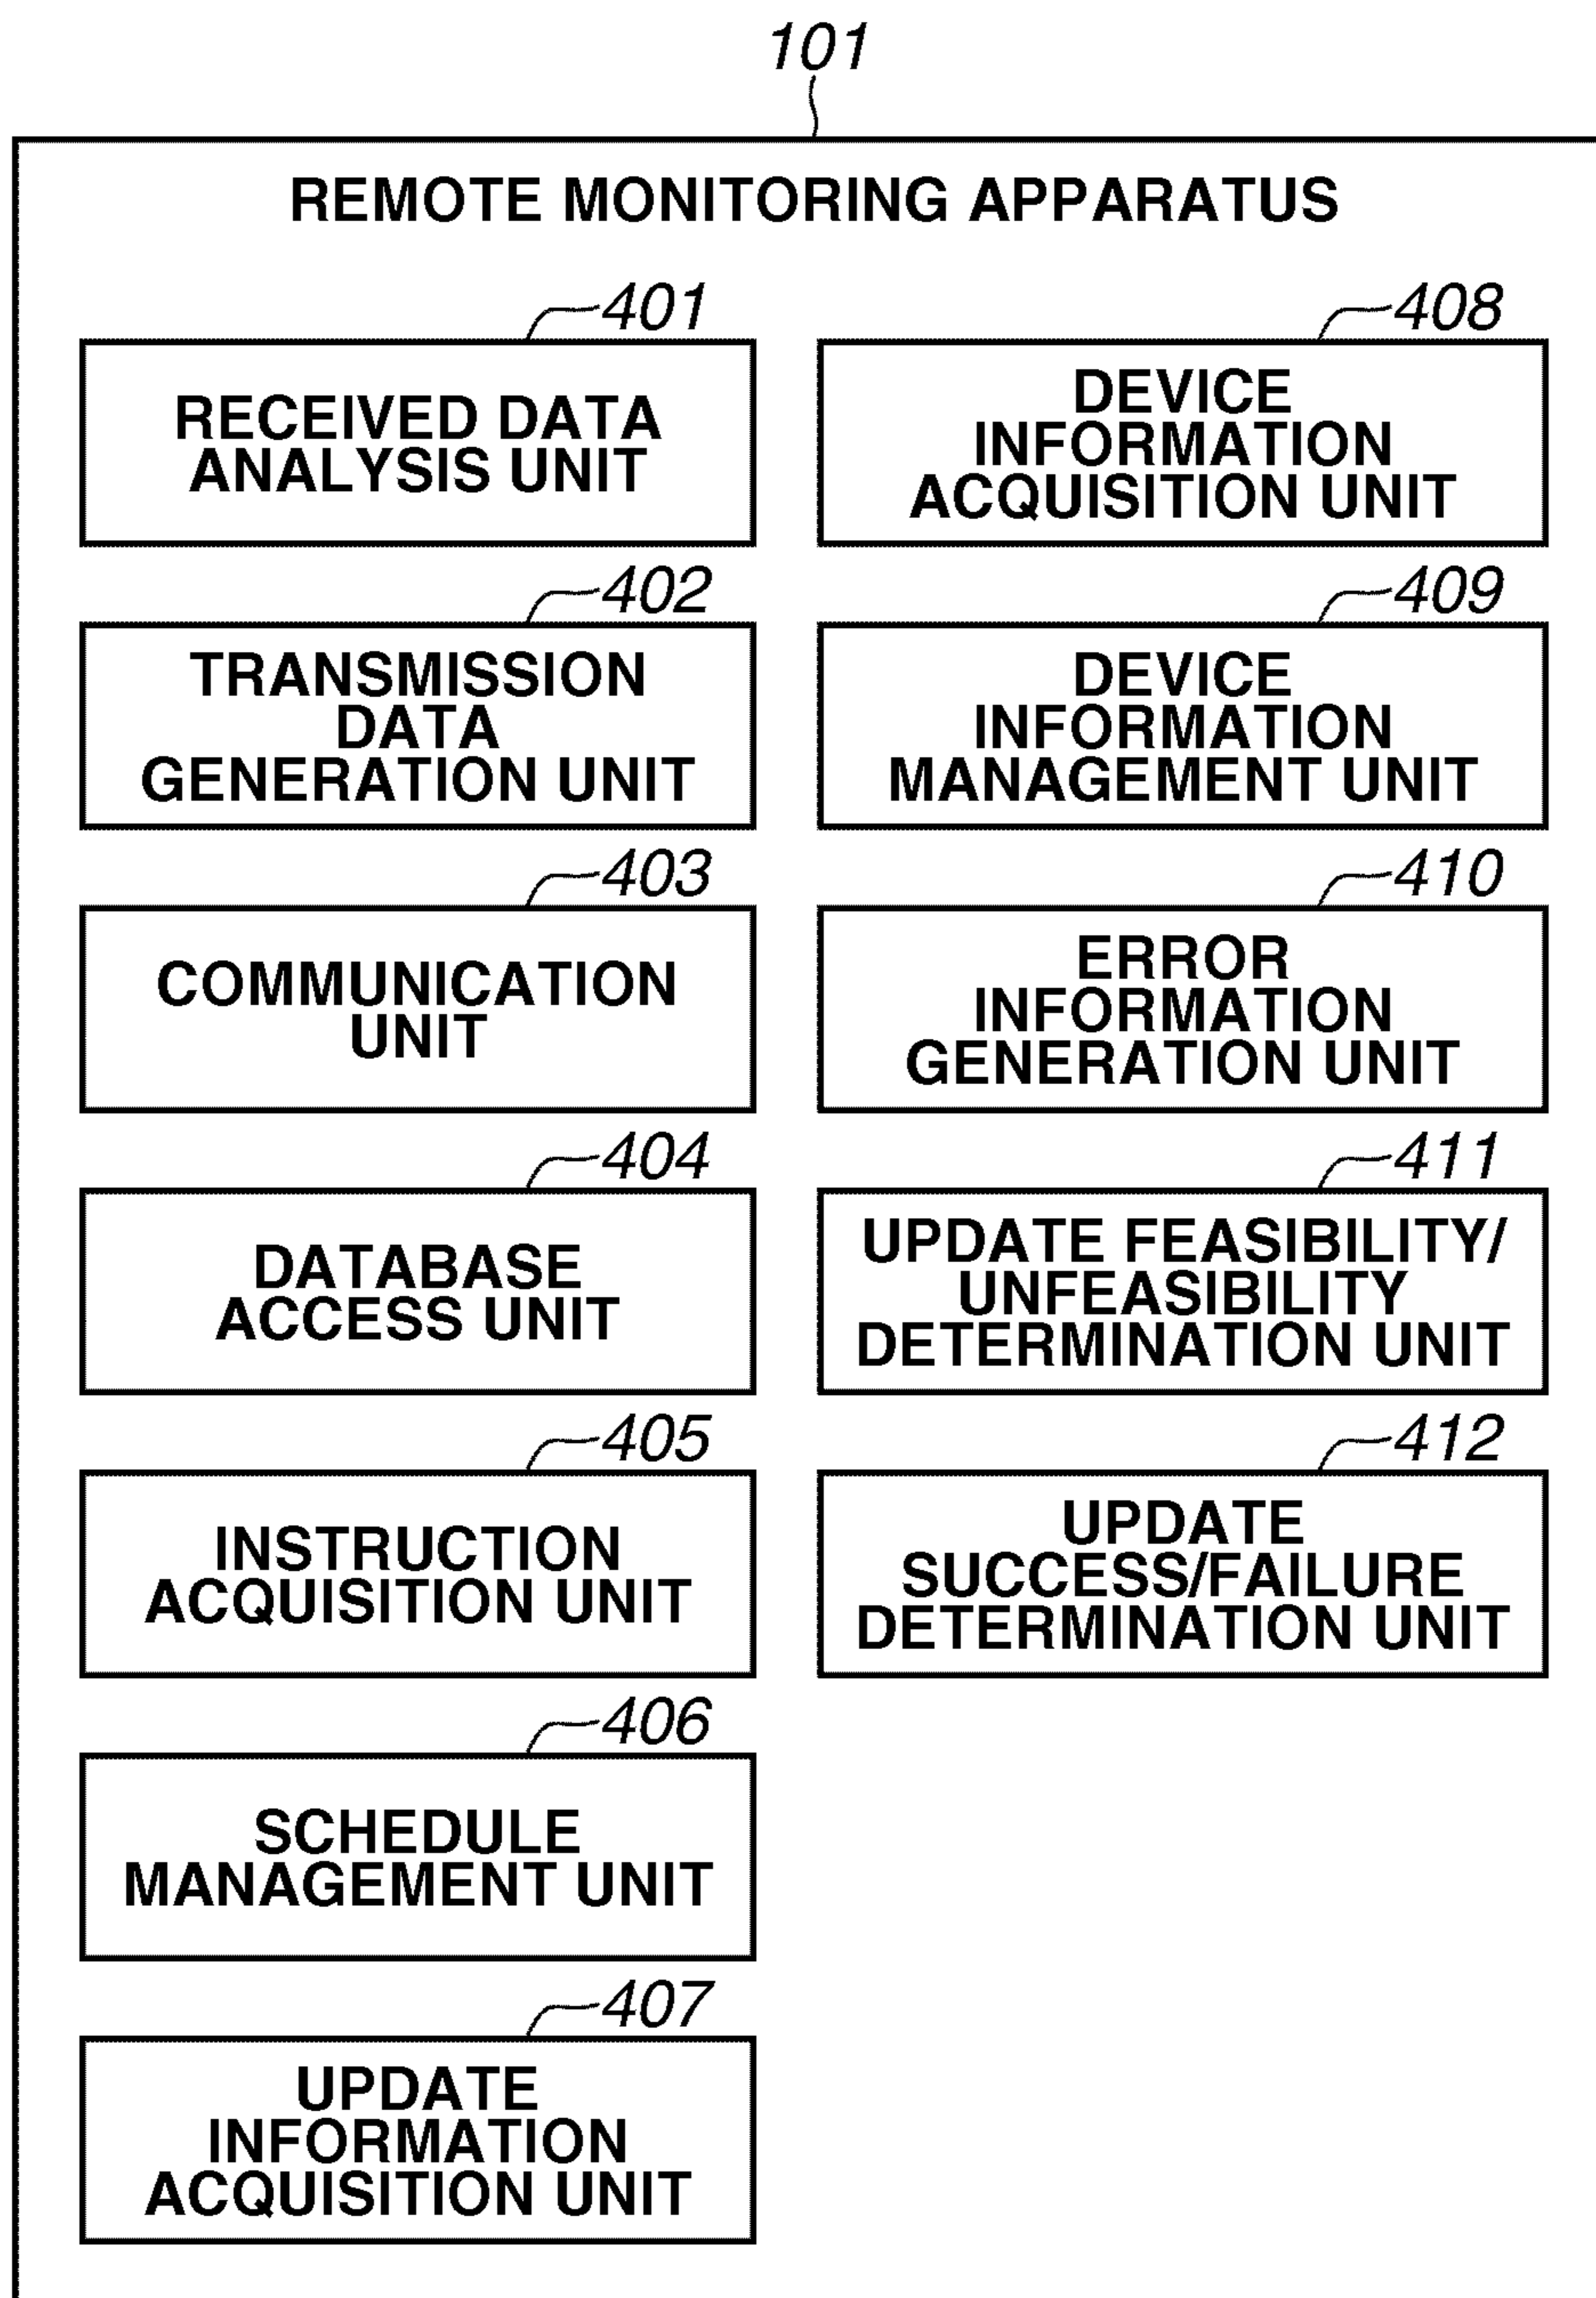 101
REMOTE MONITORING APPARATUS
401
RECEIVED DATA
ANALYSIS UNIT
402
TRANSMISSION
DATA
GENERATION UNIT
403
COMMUNICATION
UNIT
404
DATABASE
ACCESS UNIT
405
INSTRUCTION
ACQUISITION UNIT
406
SCHEDULE
MANAGEMENT UNIT
407
UPDATE
INFORMATION
ACQUISITION UNIT
408
DEVICE
INFORMATION
ACQUISITION UNIT
409
DEVICE
INFORMATION
MANAGEMENT UNIT
410
ERROR
INFORMATION
GENERATION UNIT
411
UPDATE FEASIBILITY/
UNFEASIBILITY
DETERMINATION UNIT
412
UPDATE
SUCCESS/FAILURE
DETERMINATION UNIT